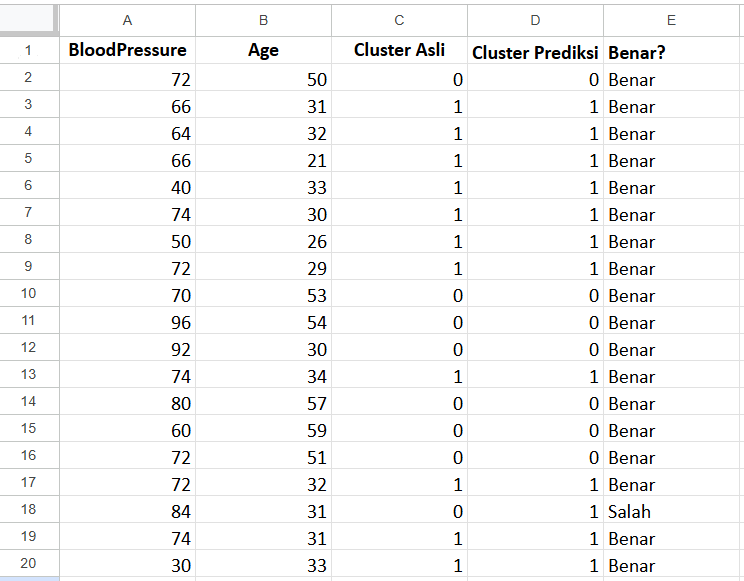 A B C D E
1 BloodPressure Age Cluster Asli Cluster Prediksi Benar?
2 72 50 0 0 Benar
3 66 31 1 1 Benar
4 64 32 1 1 Benar
5 66 21 1 1 Benar
6 40 33 1 1 Benar
7 74 30 1 1 Benar
8 50 26 1 1 Benar
9 72 29 1 1 Benar
10 70 53 0 0 Benar
11 96 54 0 0 Benar
12 92 30 0 0 Benar
13 74 34 1 1 Benar
14 80 57 0 0 Benar
15 60 59 0 0 Benar
16 72 51 0 0 Benar
17 72 32 1 1 Benar
18 84 31 0 1 Salah
19 74 31 1 1 Benar
20 30 33 1 1 Benar